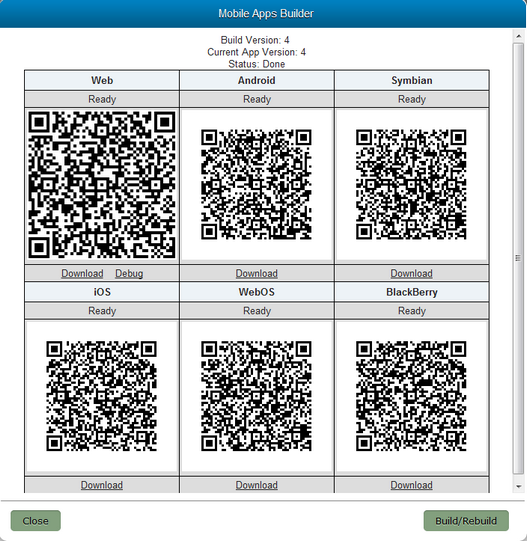 Mobile Apps Builder
Build Version: 4
Current App Version: 4
Status: Done
Web Android Symbian
Ready Ready Ready
Download Debug Download Download
iOS WebOS BlackBerry
Ready Ready Ready
Download Download Download
Close Build/Rebuild